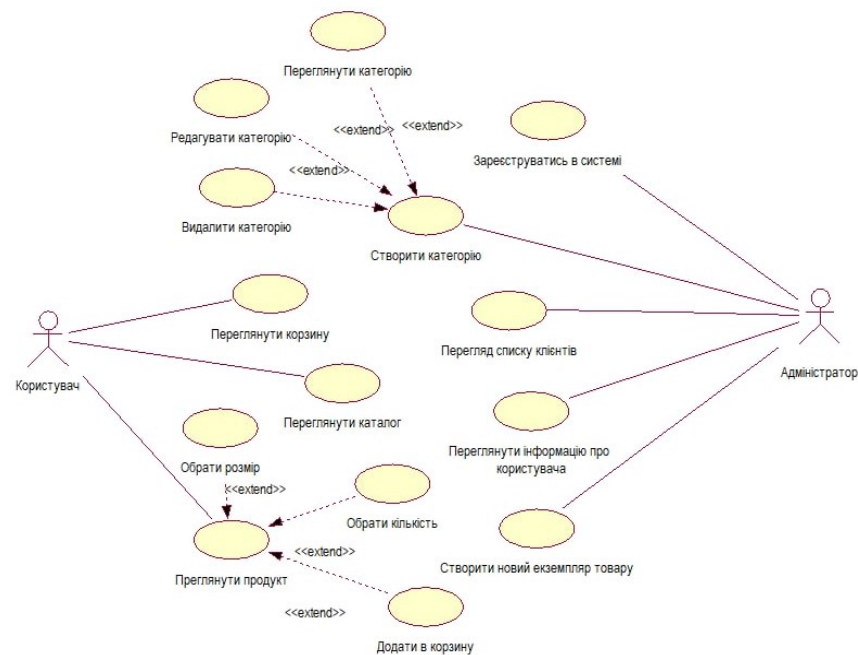 Переглянути категорію
<<extend>>
<<extend>>
Редагувати категорію
Зареєструватись в системі
<<extend>>
Видалити категорію
Створити категорію
Переглянути корзину
Перегляд списку клієнтів
Користувач
Адміністратор
Переглянути каталог
Переглянути інформацію про
користувача
Обрати розмір
<<extend>>
Обрати кількість
<<extend>>
Преглянути продукт
Створити новий екземпляр товару
<<extend>>
Додати в корзину